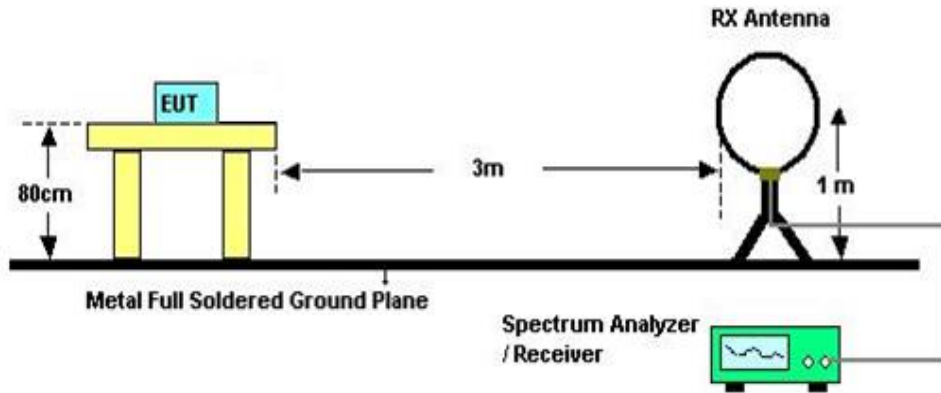 RX Antenna
EUT
3m
80cm
1 m
Metal Full Soldered Ground Plane
Spectrum Analyzer
/ Receiver